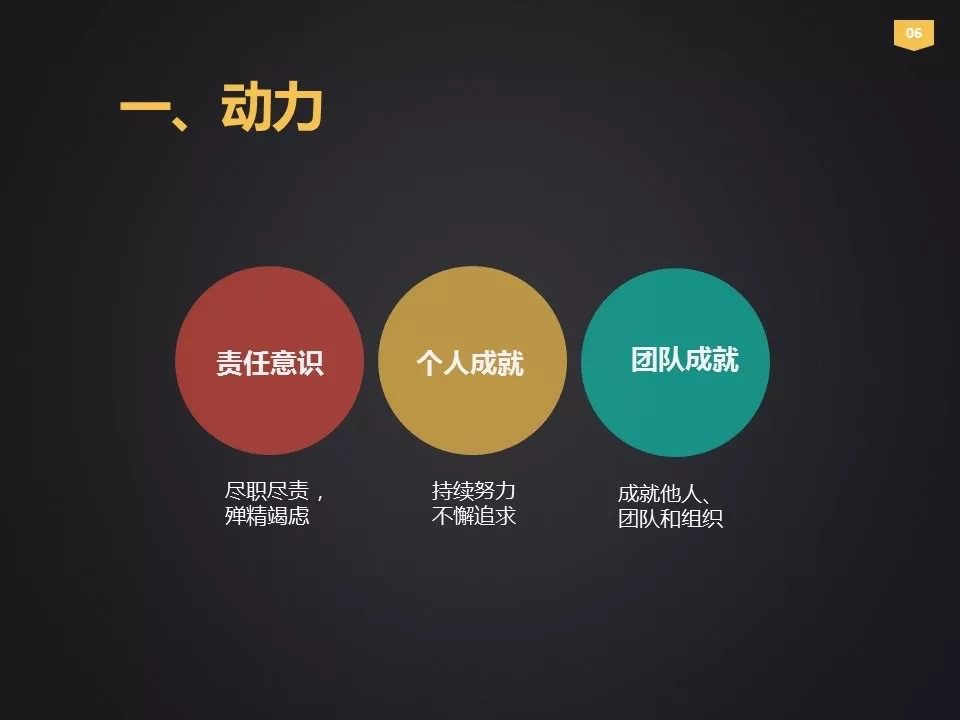 06
一、动力
责任意识
个人成就
团队成就
尽职尽责，
殚精竭虑
持续努力
不懈追求
成就他人、
团队和组织